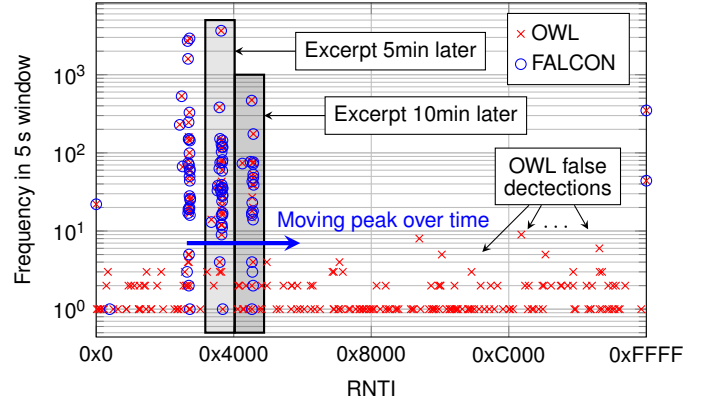 OWL
FALCON
Excerpt 5min later
Excerpt 10min later
OWL false
dectections
. . .
Moving peak over time
Frequency in 5 s window
10³
10²
10¹
10⁰
0x0
0x4000
0x8000
0xC000
0xFFFF
RNTI